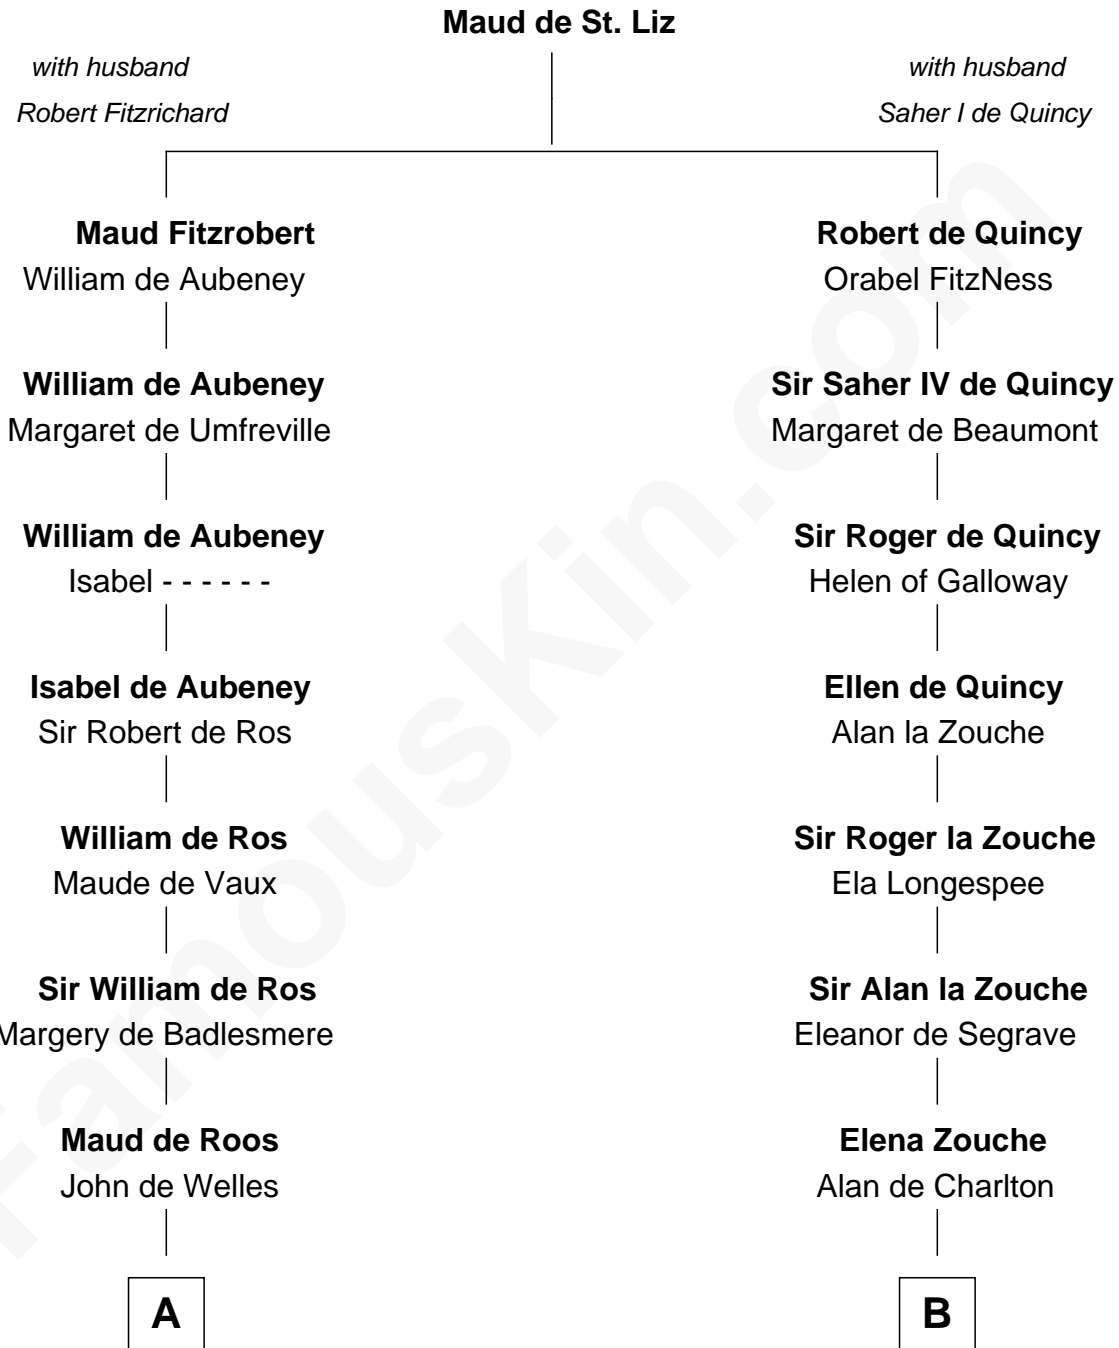 Maud de St. Liz
with husband
Robert Fitzrichard
with husband
Saher I de Quincy
Maud Fitzrobert
William de Aubeney
Robert de Quincy
Orabel FitzNess
William de Aubeney
Margaret de Umfreville
Sir Saher IV de Quincy
Margaret de Beaumont
William de Aubeney
Isabel - - - - - -
Sir Roger de Quincy
Helen of Galloway
Isabel de Aubeney
Sir Robert de Ros
Ellen de Quincy
Alan la Zouche
William de Ros
Maude de Vaux
Sir Roger la Zouche
Ela Longespee
Sir William de Ros
Margery de Badlesmere
Sir Alan la Zouche
Eleanor de Segrave
Maud de Roos
John de Welles
Elena Zouche
Alan de Charlton
A
B
FamousKin.com